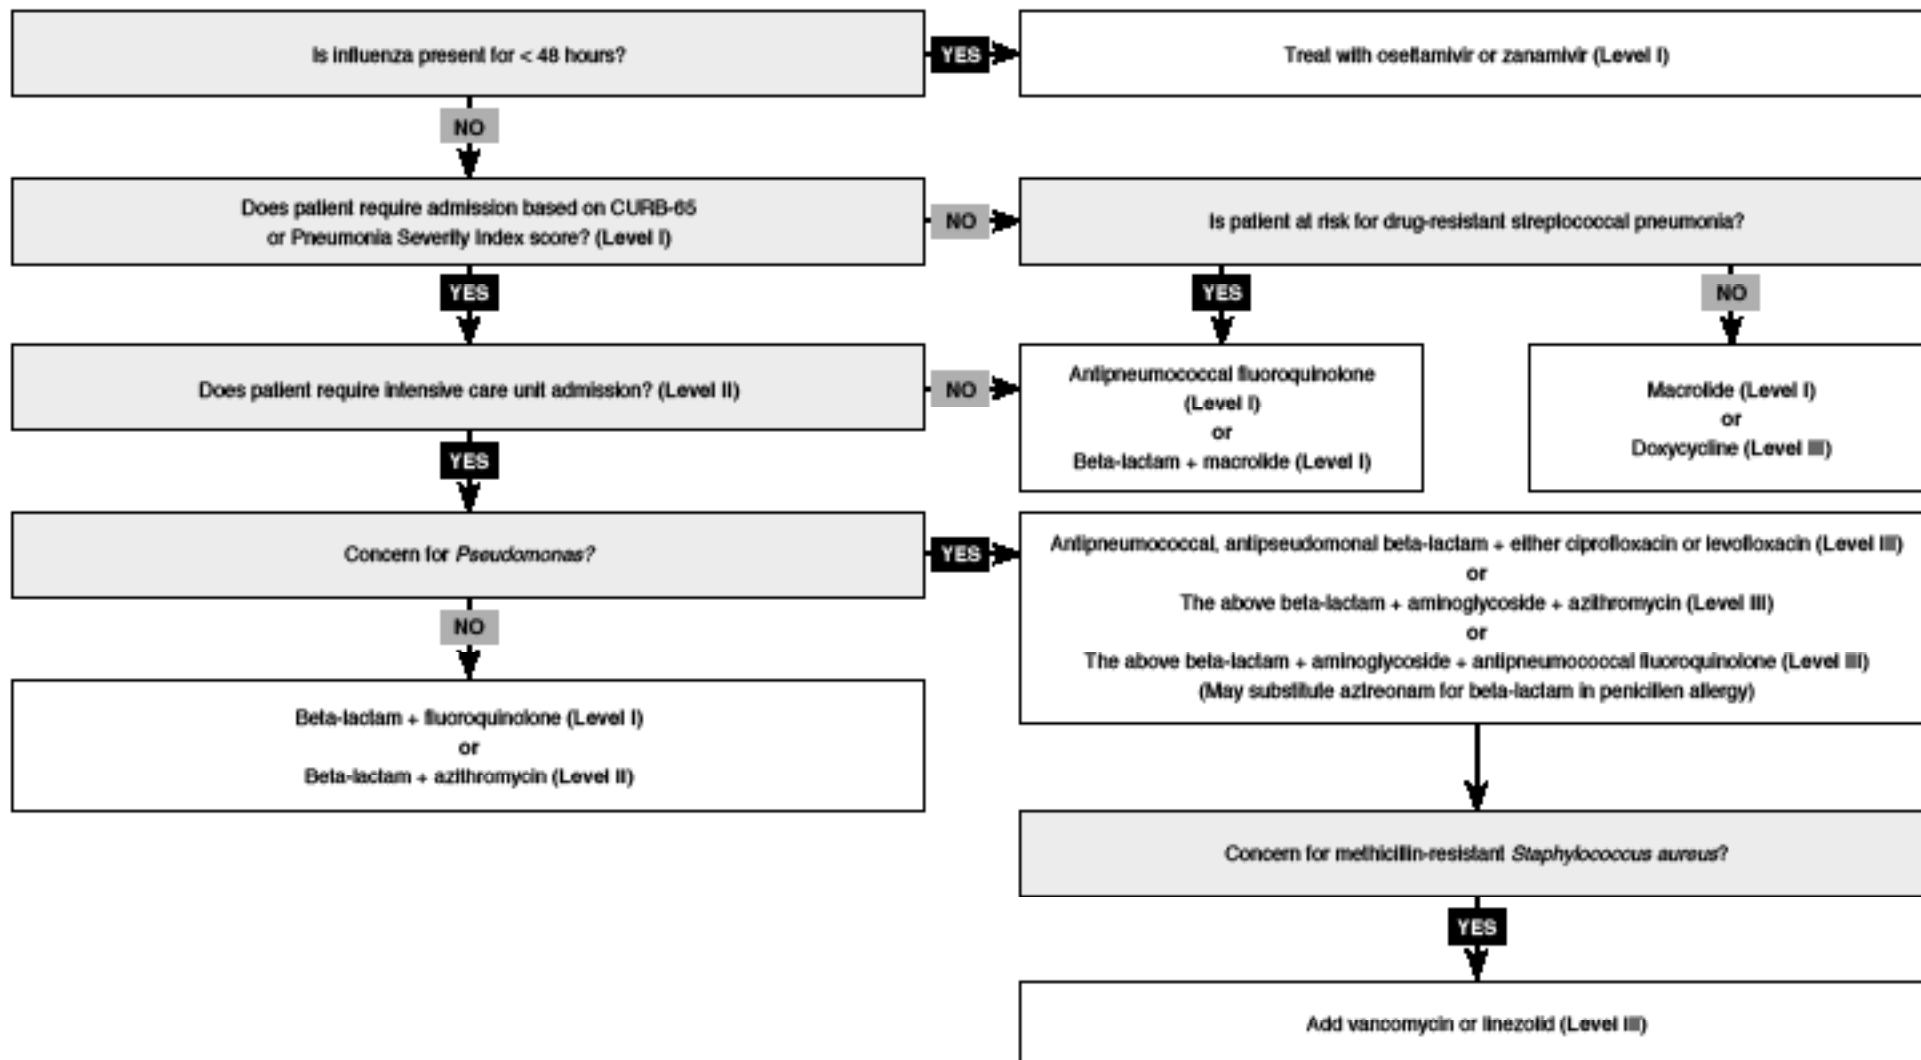 Is influenza present for < 48 hours?
YES
Treat with oseltamivir or zanamivir (Level I)
NO
Does patient require admission based on CURB-65
or Pneumonia Severity Index score? (Level I)
NO
Is patient at risk for drug-resistant streptococcal pneumonia?
YES
YES
NO
Does patient require intensive care unit admission? (Level II)
NO
Antipneumococcal fluoroquinolone
(Level I)
or
Beta-lactam + macrolide (Level I)
Macrolide (Level I)
or
Doxycycline (Level III)
YES
Concern for Pseudomonas?
YES
Antipneumococcal, antipseudomonal beta-lactam + either ciprofloxacin or levofloxacin (Level III)
or
The above beta-lactam + aminoglycoside + azithromycin (Level III)
or
The above beta-lactam + aminoglycoside + antipneumococcal fluoroquinolone (Level III)
(May substitute aztreonam for beta-lactam in penicillen allergy)
NO
Beta-lactam + fluoroquinolone (Level I)
or
Beta-lactam + azithromycin (Level II)
Concern for methicillin-resistant Staphylococcus aureus?
YES
Add vancomycin or linezolid (Level III)